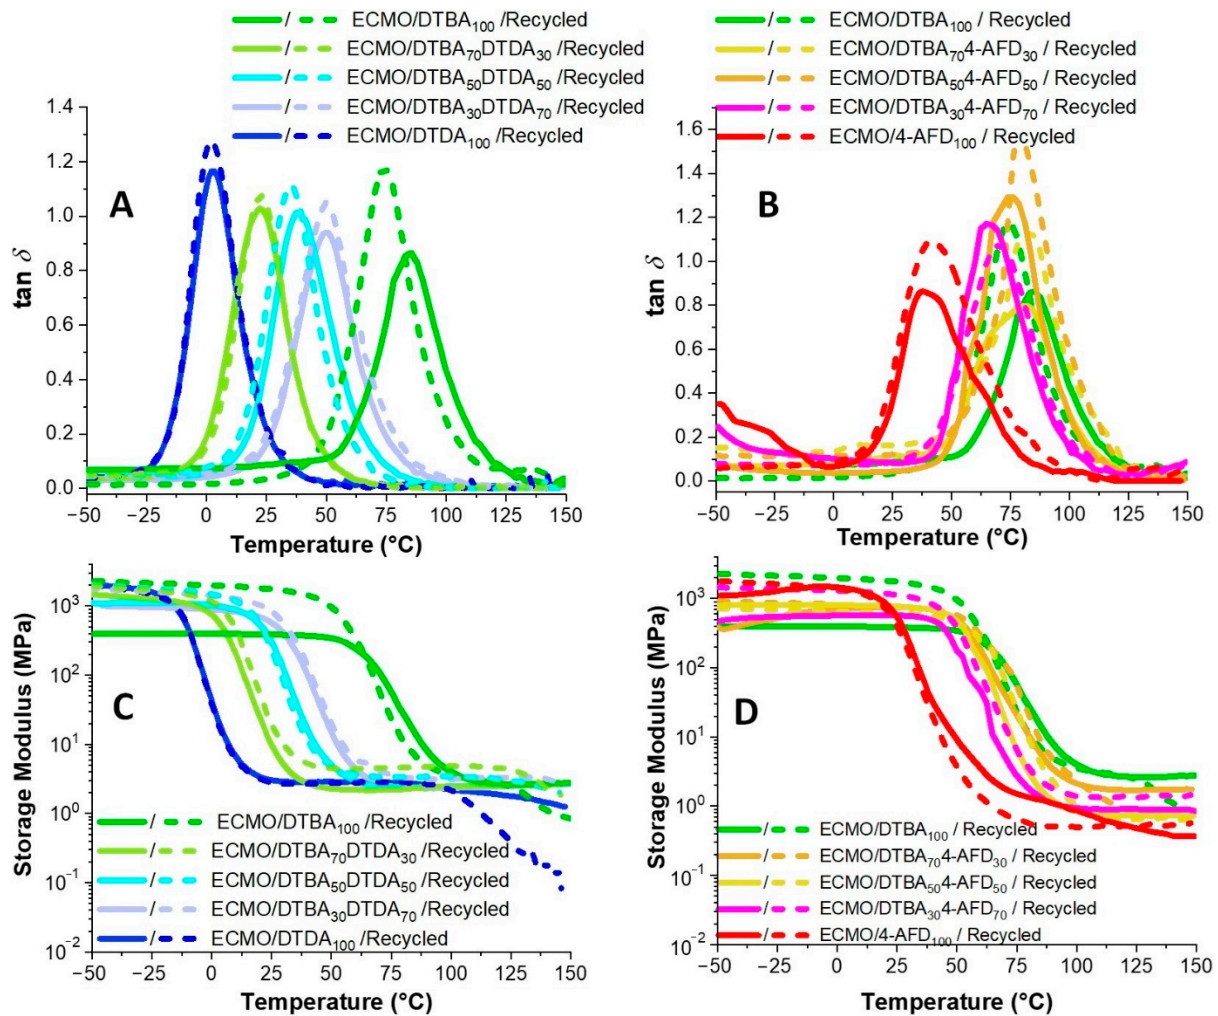 ECMO/DTBA₁₀₀ /Recycled
ECMO/DTBA₇₀DTDA₃₀ /Recycled
ECMO/DTBA₅₀DTDA₅₀ /Recycled
ECMO/DTBA₃₀DTDA₇₀ /Recycled
ECMO/DTDA₁₀₀ /Recycled
A
tan δ
1.4
1.2
1.0
0.8
0.6
0.4
0.2
0.0
−50 −25 0 25 50 75 100 125 150
Temperature (°C)
ECMO/DTBA₁₀₀ / Recycled
ECMO/DTBA₇₀4-AFD₃₀ / Recycled
ECMO/DTBA₅₀4-AFD₅₀ / Recycled
ECMO/DTBA₃₀4-AFD₇₀ / Recycled
ECMO/4-AFD₁₀₀ / Recycled
B
tan δ
1.6
1.4
1.2
1.0
0.8
0.6
0.4
0.2
0.0
−50 −25 0 25 50 75 100 125 150
Temperature (°C)
C
Storage Modulus (MPa)
10³
10²
10¹
10⁰
10⁻¹
10⁻²
/ ECMO/DTBA₁₀₀ /Recycled
/ ECMO/DTBA₇₀DTDA₃₀ /Recycled
/ ECMO/DTBA₅₀DTDA₅₀ /Recycled
/ ECMO/DTBA₃₀DTDA₇₀ /Recycled
/ ECMO/DTDA₁₀₀ /Recycled
−50 −25 0 25 50 75 100 125 150
Temperature (°C)
D
Storage Modulus (MPa)
10³
10²
10¹
10⁰
10⁻¹
10⁻²
/ ECMO/DTBA₁₀₀ / Recycled
/ ECMO/DTBA₇₀4-AFD₃₀ / Recycled
/ ECMO/DTBA₅₀4-AFD₅₀ / Recycled
/ ECMO/DTBA₃₀4-AFD₇₀ / Recycled
/ ECMO/4-AFD₁₀₀ / Recycled
−50 −25 0 25 50 75 100 125 150
Temperature (°C)